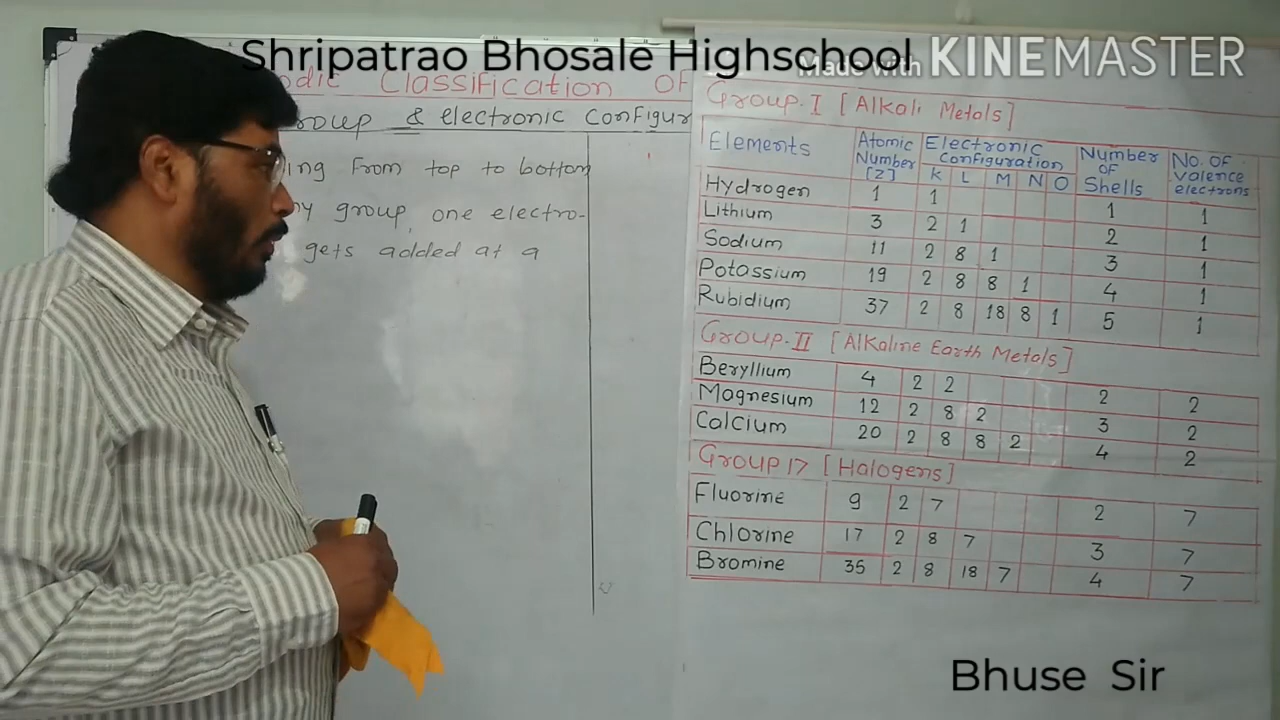 Shripatrao Bhosale Highschool
Made with KINEMASTER
Classification OF
Group & electronic Configur
ing From top to bottom
group, one electro-
gets added at a
Group-I [Alkali Metals]
Elements Atomic Number [Z] Electronic Configuration Number of Shells No. of Valence electrons
K L M N O
Hydrogen 1 1 1 1
Lithium 3 2 1 2 1
Sodium 11 2 8 1 3 1
Potassium 19 2 8 8 1 4 1
Rubidium 37 2 8 18 8 1 5 1
Group-II [Alkaline Earth Metals]
Beryllium 4 2 2 2 2
Magnesium 12 2 8 2 3 2
Calcium 20 2 8 8 2 4 2
Group 17 [Halogens]
Fluorine 9 2 7 2 7
Chlorine 17 2 8 7 3 7
Bromine 35 2 8 18 7 4 7
Bhuse Sir